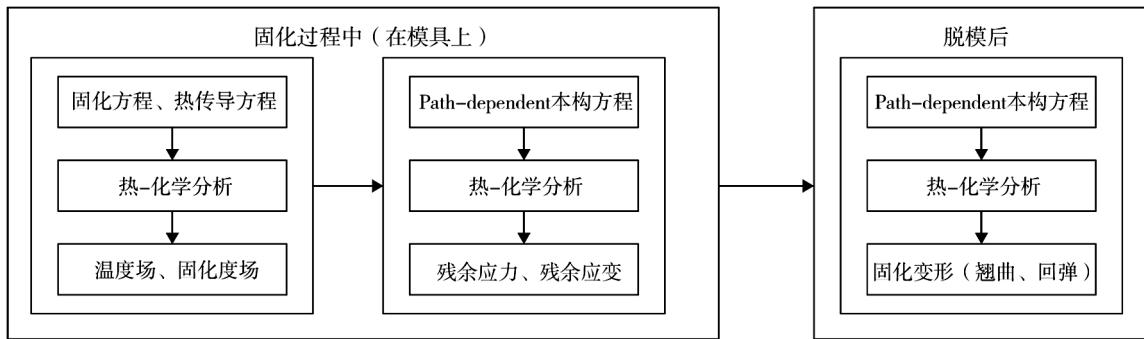 固化过程中（在模具上）
固化方程、热传导方程
热-化学分析
温度场、固化度场
Path-dependent本构方程
热-化学分析
残余应力、残余应变
脱模后
Path-dependent本构方程
热-化学分析
固化变形（翘曲、回弹）